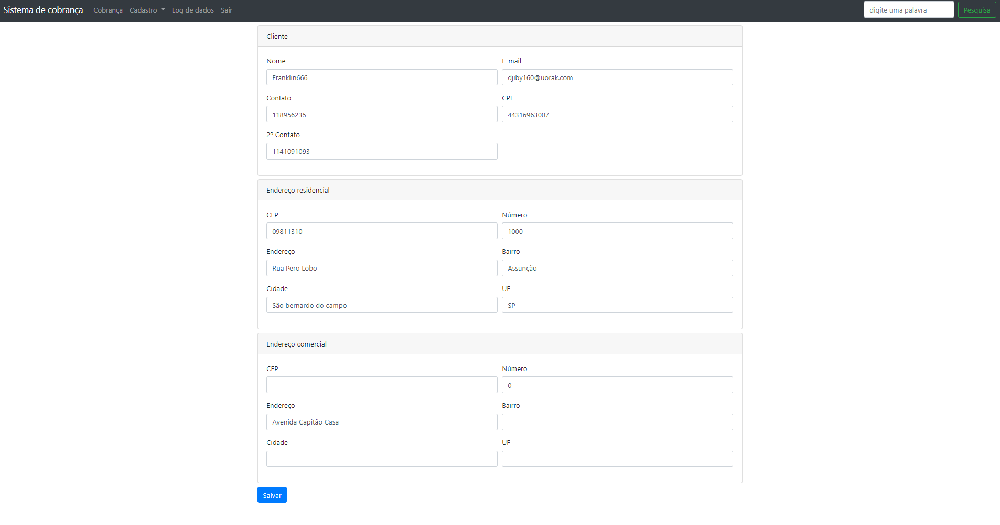 Sistema de cobrança Cobrança Cadastro Log de dados Sair digite uma palavra Pesquisa
Cliente
Nome E-mail
Franklin666 djiby160@uorak.com
Contato CPF
118956235 44316963007
2º Contato
1141091093
Endereço residencial
CEP Número
09811310 1000
Endereço Bairro
Rua Pero Lobo Assunção
Cidade UF
São bernardo do campo SP
Endereço comercial
CEP Número
0
Endereço Bairro
Avenida Capitão Casa
Cidade UF
Salvar